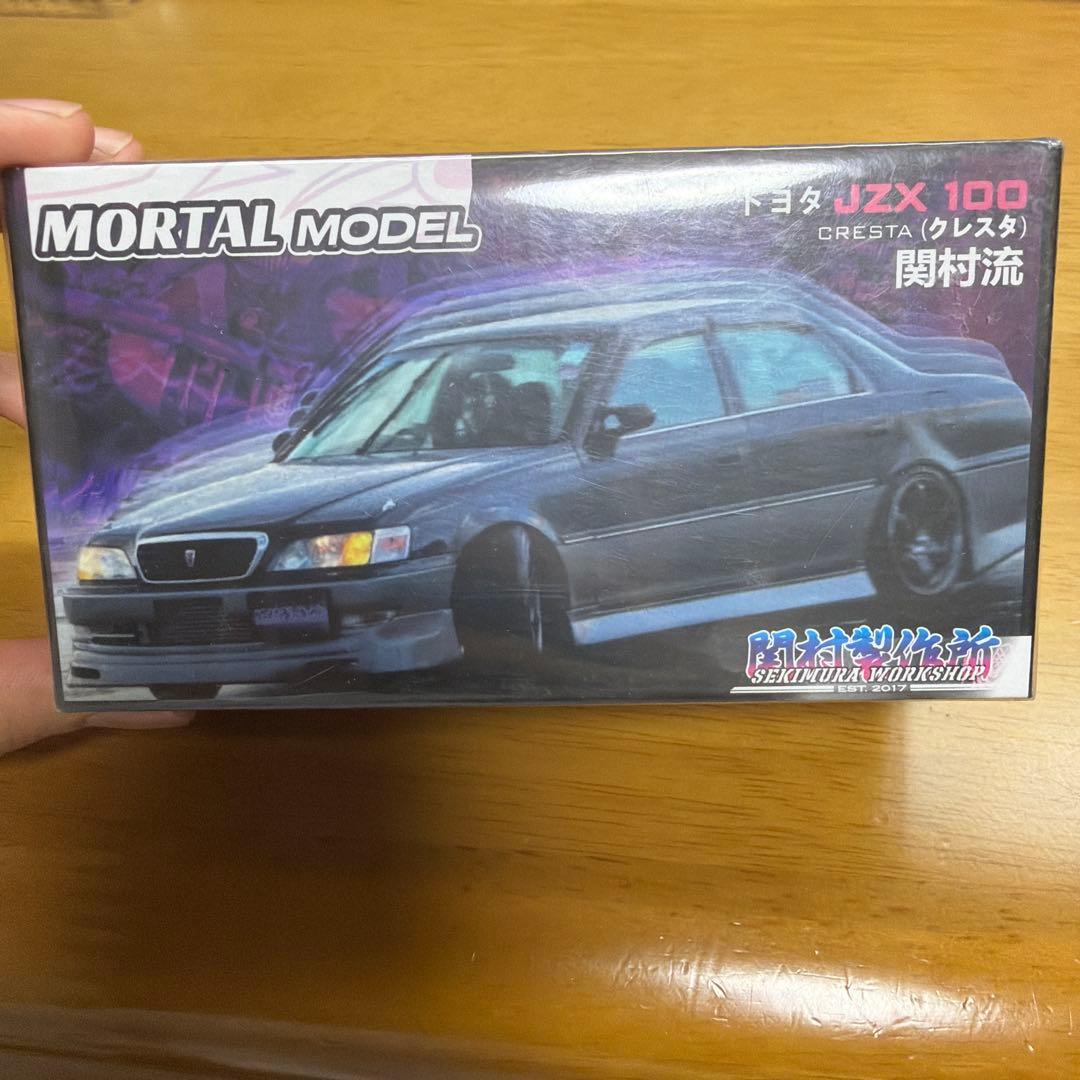 MORTAL MODEL
トヨタ JZX 100
CRESTA (クレスタ)
関村流
関村製作所
SEKIMURA WORKSHOP
EST. 2017